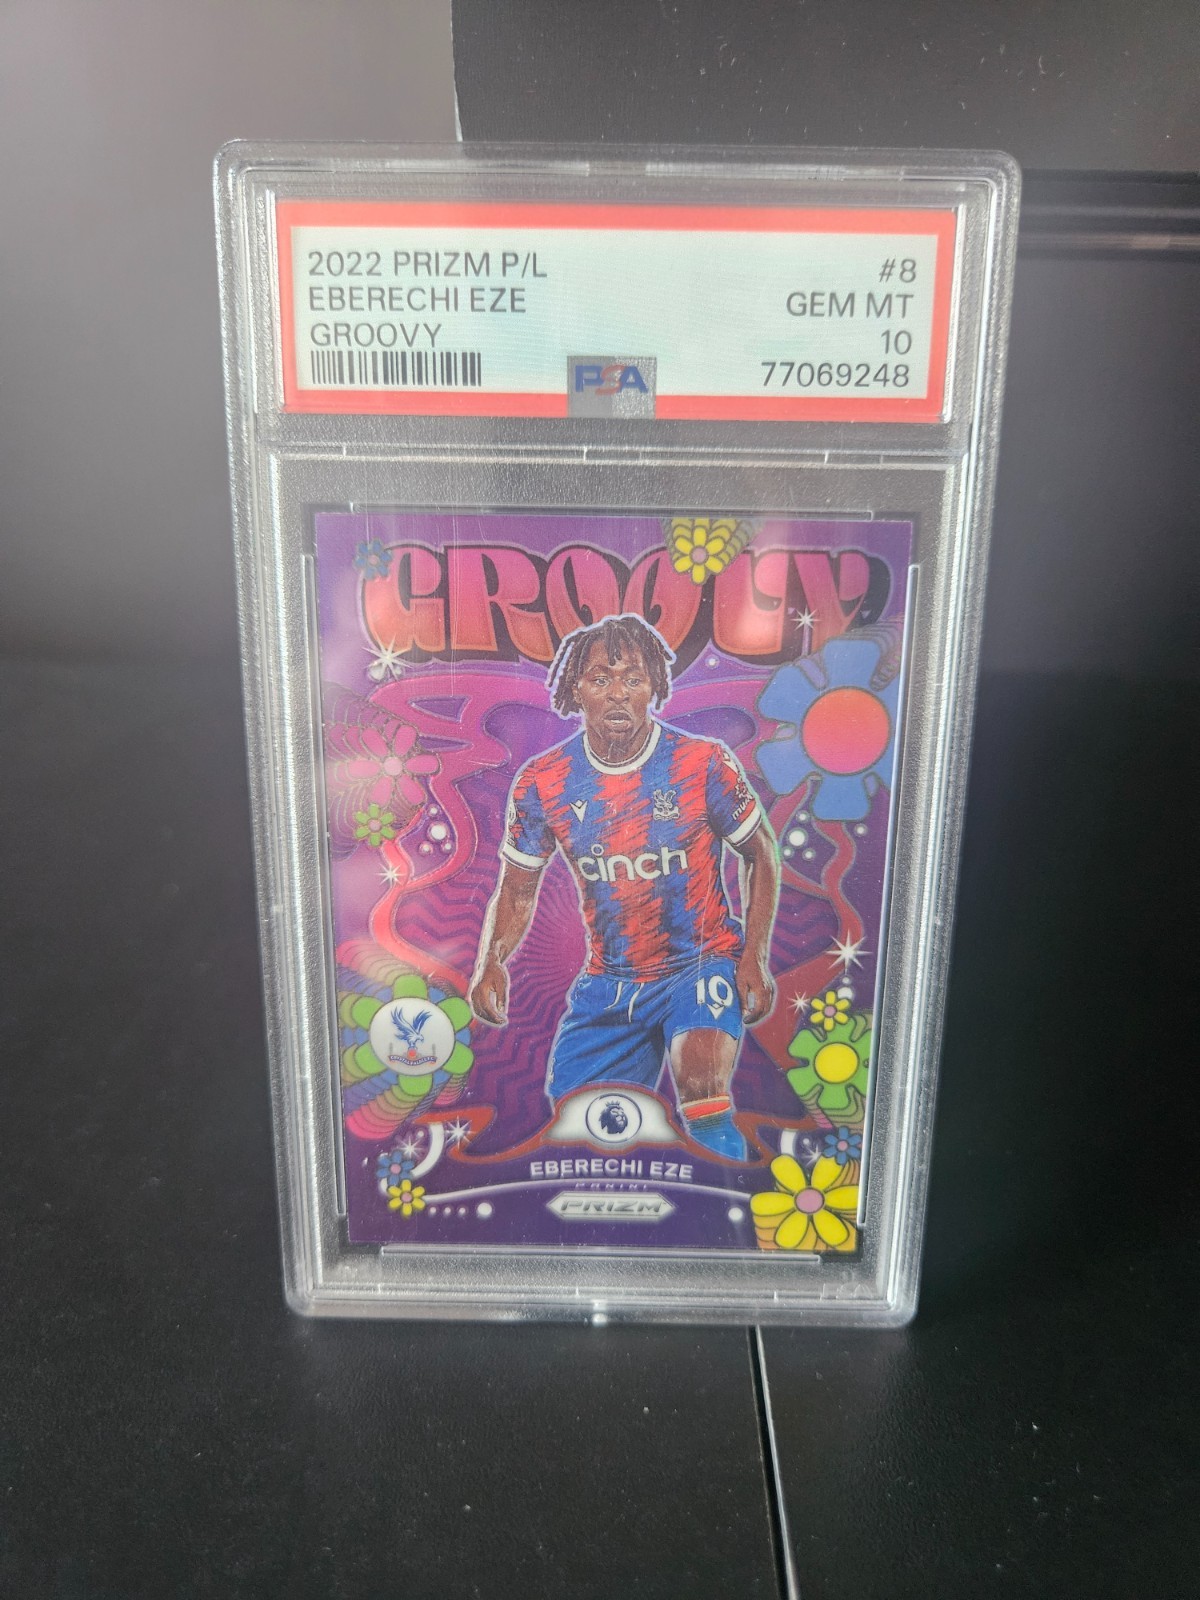 2022 PRIZM P/L #8
EBERECHI EZE GEM MT
GROOVY 10
PSA 77069248
GROOVY
cinch
10
EBERECHI EZE
PANINI
PRIZM